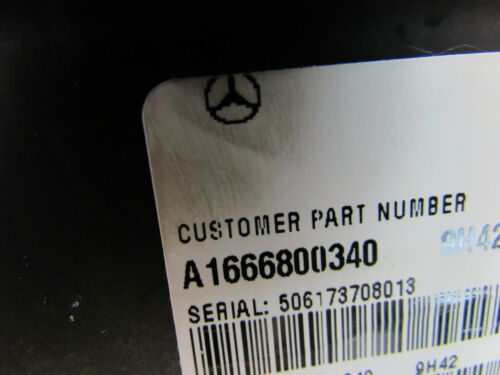 CUSTOMER PART NUMBER
A1666800340 9H42
SERIAL: 506173708013
9H42